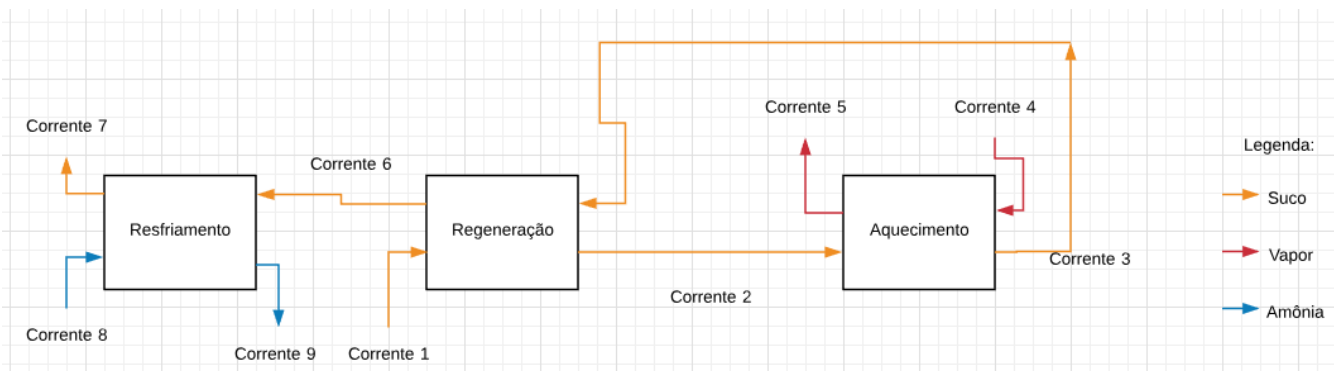 Corrente 5
Corrente 4
Corrente 7
Legenda:
Corrente 6
Suco
Resfriamento
Regeneração
Aquecimento
Vapor
Corrente 3
Corrente 2
Amônia
Corrente 8
Corrente 9
Corrente 1